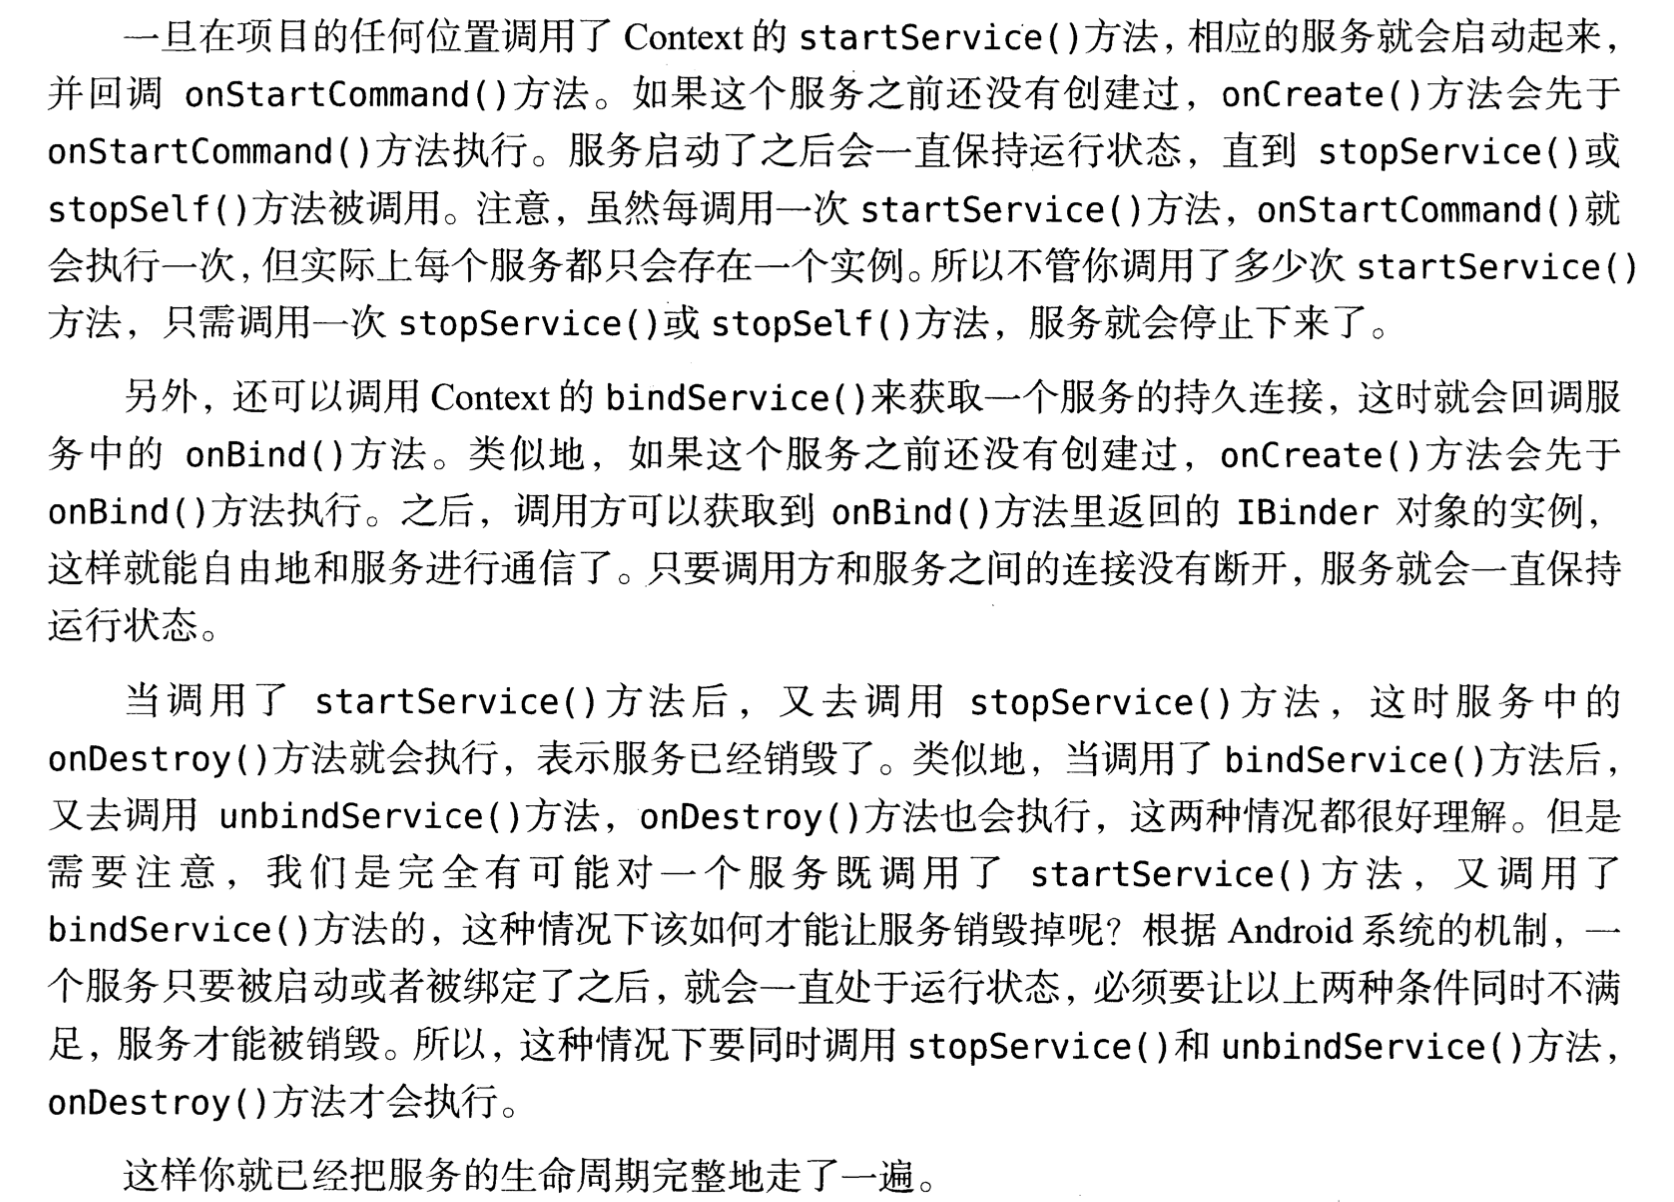 一旦在项目的任何位置调用了 Context 的 startService()方法，相应的服务就会启动起来，
并回调 onStartCommand()方法。如果这个服务之前还没有创建过，onCreate()方法会先于
onStartCommand()方法执行。服务启动了之后会一直保持运行状态，直到 stopService()或
stopSelf()方法被调用。注意，虽然每调用一次 startService()方法，onStartCommand()就
会执行一次，但实际上每个服务都只会存在一个实例。所以不管你调用了多少次 startService()
方法，只需调用一次 stopService()或 stopSelf()方法，服务就会停止下来了。
另外，还可以调用 Context 的 bindService()来获取一个服务的持久连接，这时就会回调服
务中的 onBind()方法。类似地，如果这个服务之前还没有创建过，onCreate()方法会先于
onBind()方法执行。之后，调用方可以获取到 onBind()方法里返回的 IBinder 对象的实例，
这样就能自由地和服务进行通信了。只要调用方和服务之间的连接没有断开，服务就会一直保持
运行状态。
当调用了 startService()方法后，又去调用 stopService()方法，这时服务中的
onDestroy()方法就会执行，表示服务已经销毁了。类似地，当调用了 bindService()方法后，
又去调用 unbindService()方法，onDestroy()方法也会执行，这两种情况都很好理解。但是
需要注意，我们是完全有可能对一个服务既调用了 startService()方法，又调用了
bindService()方法的，这种情况下该如何才能让服务销毁掉呢？根据 Android 系统的机制，一
个服务只要被启动或者被绑定了之后，就会一直处于运行状态，必须要让以上两种条件同时不满
足，服务才能被销毁。所以，这种情况下要同时调用 stopService()和 unbindService()方法，
onDestroy()方法才会执行。
这样你就已经把服务的生命周期完整地走了一遍。